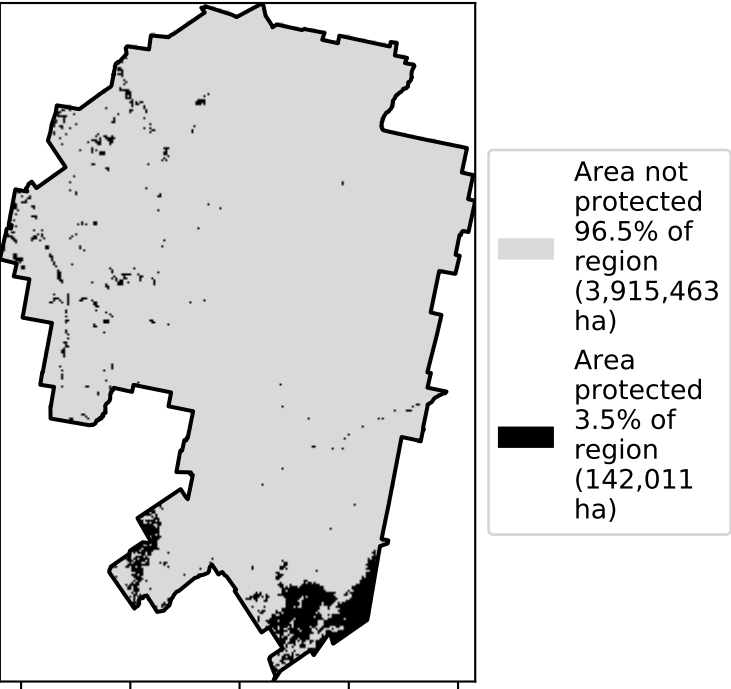 Area not
protected
96.5% of
region
(3,915,463
ha)
Area
protected
3.5% of
region
(142,011
ha)